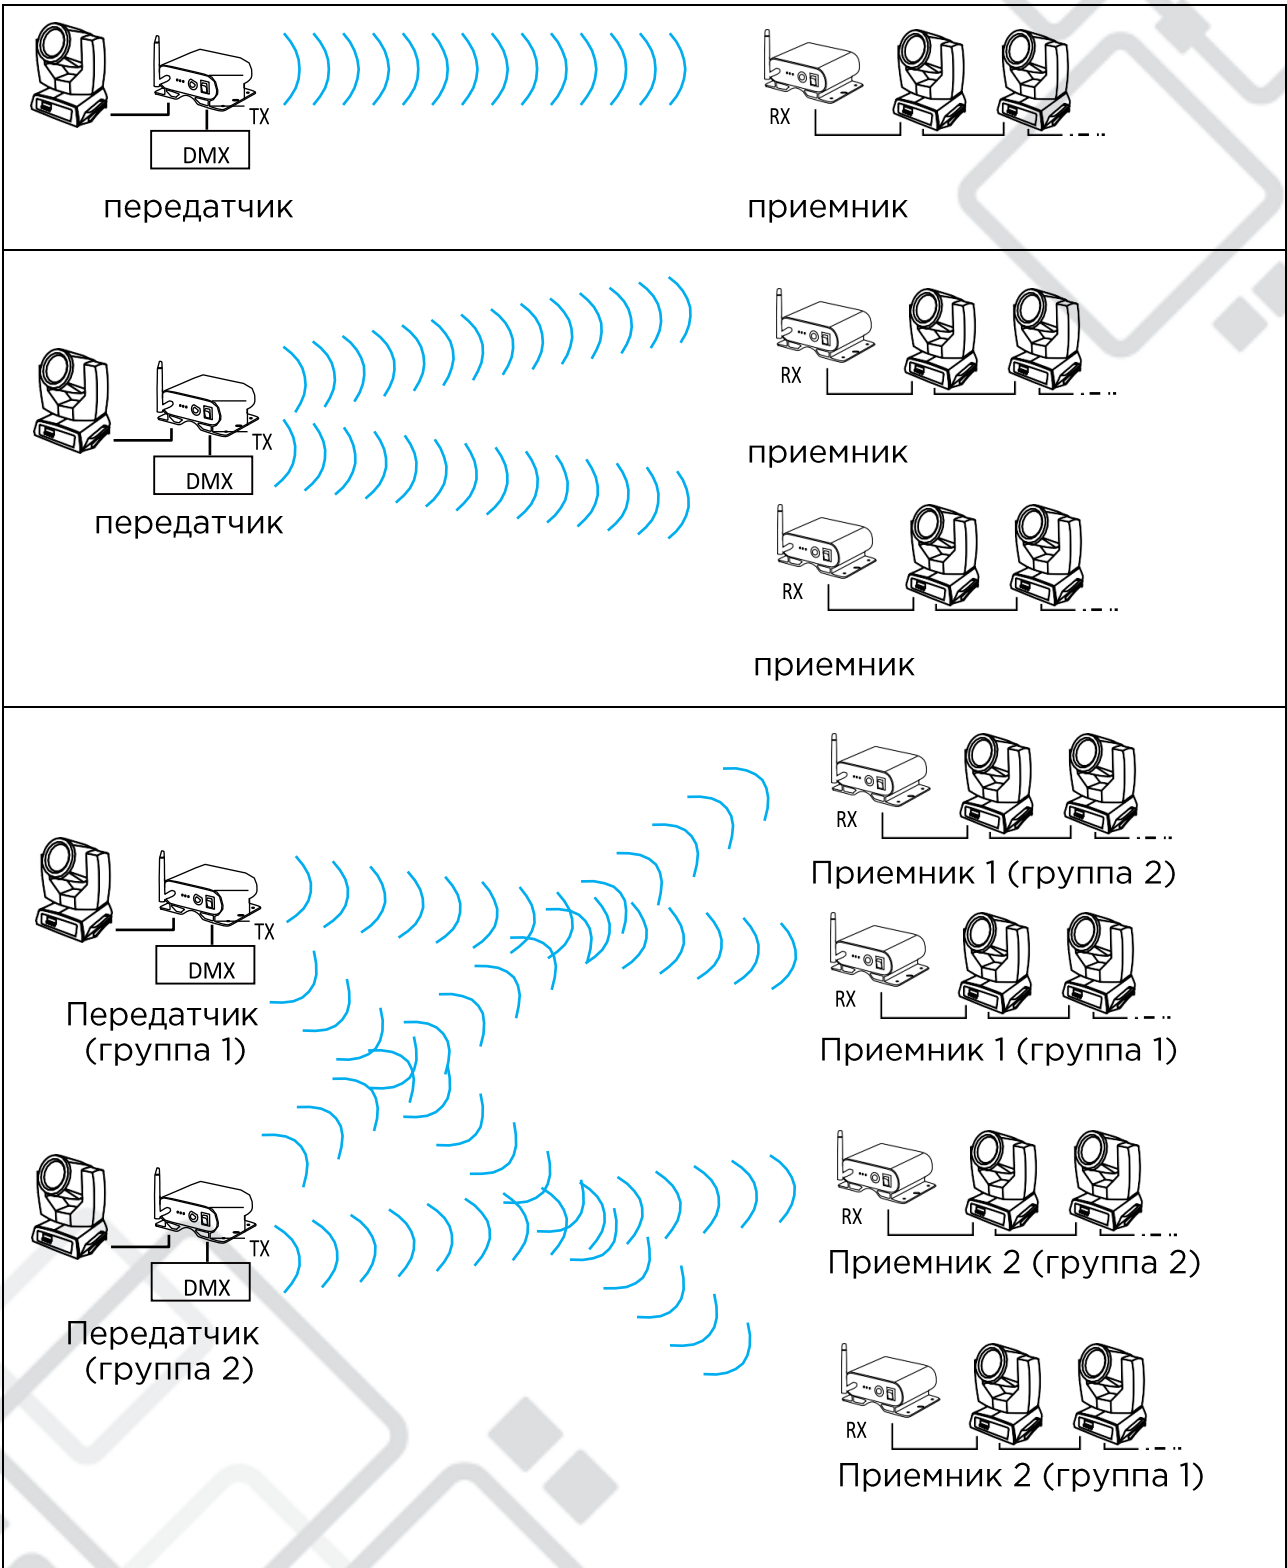 TX
DMX
передатчик
RX
приемник
TX
DMX
передатчик
RX
приемник
RX
приемник
TX
DMX
Передатчик
(группа 1)
TX
DMX
Передатчик
(группа 2)
RX
Приемник 1 (группа 2)
RX
Приемник 1 (группа 1)
RX
Приемник 2 (группа 2)
RX
Приемник 2 (группа 1)